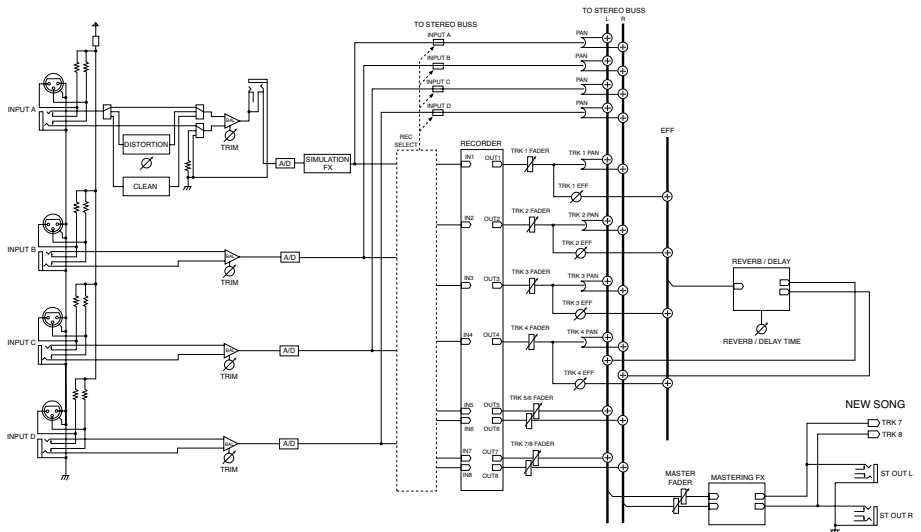 TO STEREO BUSS
L R
TO STEREO BUSS
INPUT A
PAN
INPUT B
PAN
INPUT C
PAN
INPUT D
PAN
INPUT A
DISTORTION
CLEAN
BAL
TRIM
A/D
SIMULATION
FX
REC
SELECT
RECORDER
EFF
IN1 OUT1
TRK 1 FADER
TRK 1 PAN
TRK 1 EFF
IN2 OUT2
TRK 2 FADER
TRK 2 PAN
TRK 2 EFF
INPUT B
BAL
TRIM
A/D
IN3 OUT3
TRK 3 FADER
TRK 3 PAN
TRK 3 EFF
REVERB / DELAY
REVERB / DELAY TIME
INPUT C
BAL
TRIM
A/D
IN4 OUT4
TRK 4 FADER
TRK 4 PAN
TRK 4 EFF
IN5 OUT5
TRK 5/6 FADER
IN6 OUT6
INPUT D
BAL
TRIM
A/D
IN7 OUT7
TRK 7/8 FADER
IN8 OUT8
NEW SONG
TRK 7
TRK 8
MASTER
FADER
MASTERING FX
ST OUT L
ST OUT R